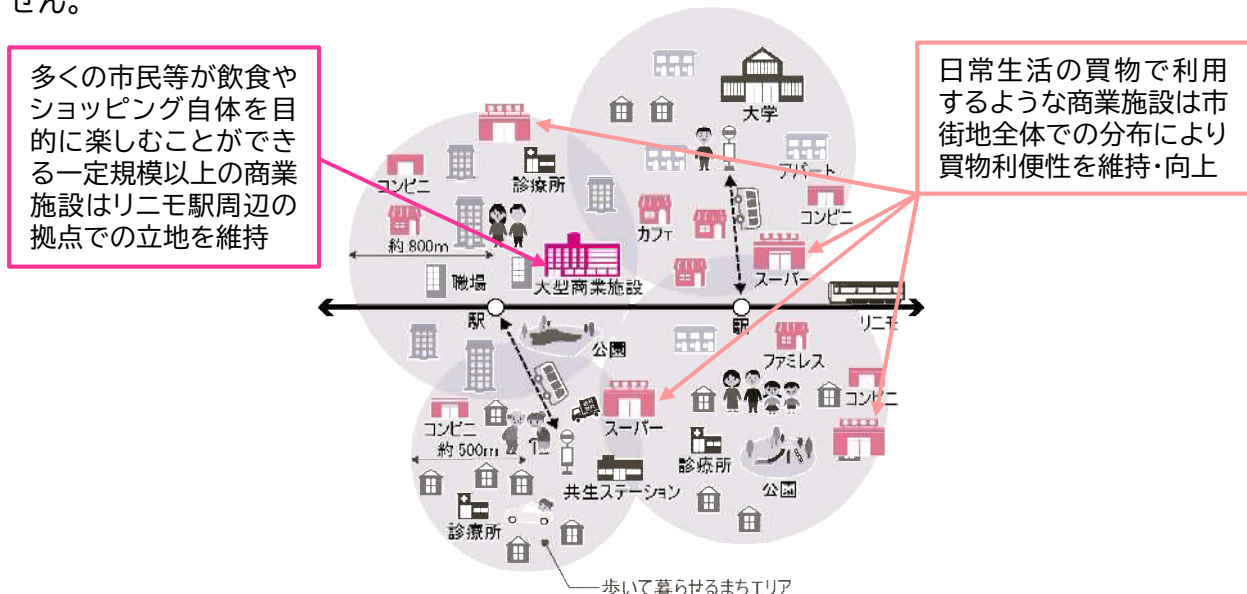 せん。
多くの市民等が飲食や
ショッピング自体を目
的に楽しむことができ
る一定規模以上の商業
施設はリニモ駅周辺の
拠点での立地を維持
日常生活の買物で利用
するような商業施設は市
街地全体での分布により
買物利便性を維持・向上
大学
コンビニ
診療所
アパート
コンビニ
カフェ
約800m
職場
大型商業施設
スーパー
駅
駅
リニモ
公園
ファミレス
コンビニ
コンビニ
スーパー
約500m
診療所
共生ステーション
公園
診療所
歩いて暮らせるまちエリア